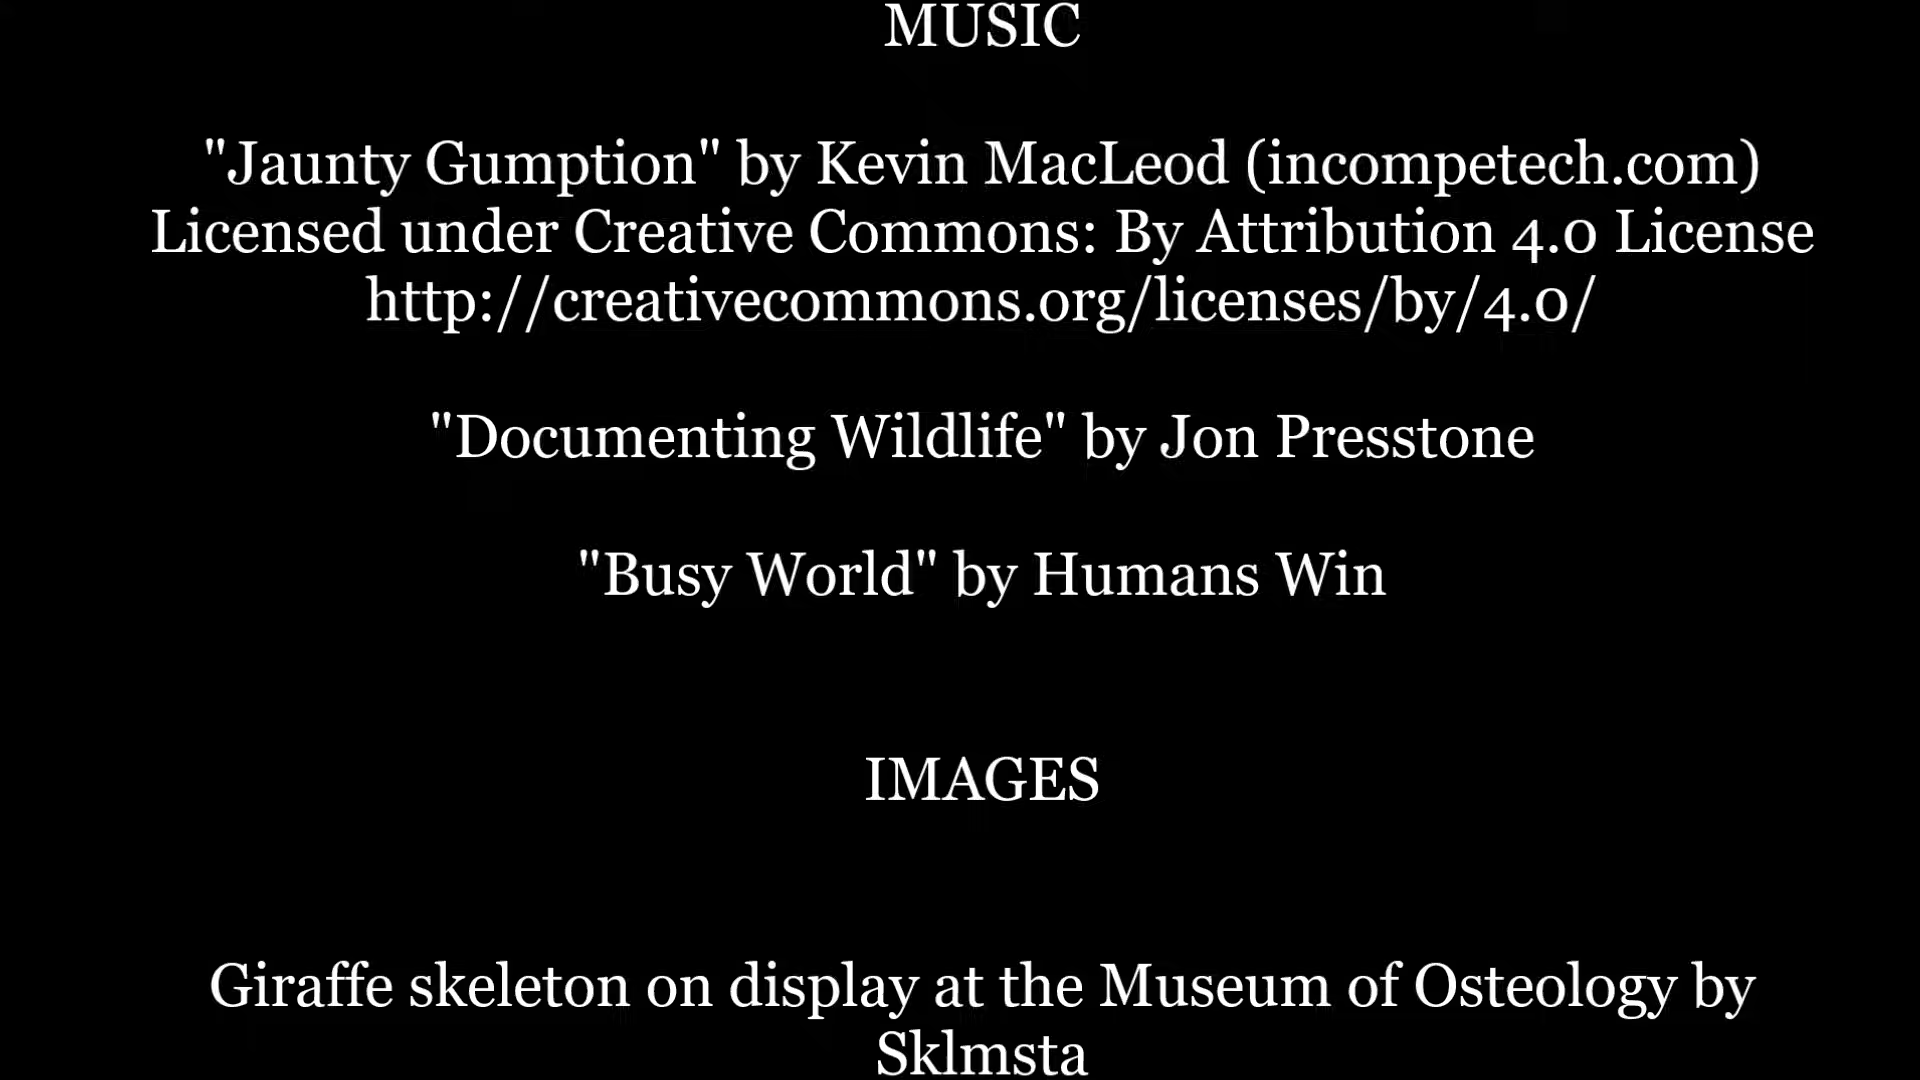 MUSIC
"Jaunty Gumption" by Kevin MacLeod (incompetech.com)
Licensed under Creative Commons: By Attribution 4.0 License
http://creativecommons.org/licenses/by/4.0/
"Documenting Wildlife" by Jon Presstone
"Busy World" by Humans Win
IMAGES
Giraffe skeleton on display at the Museum of Osteology by
Sklmsta